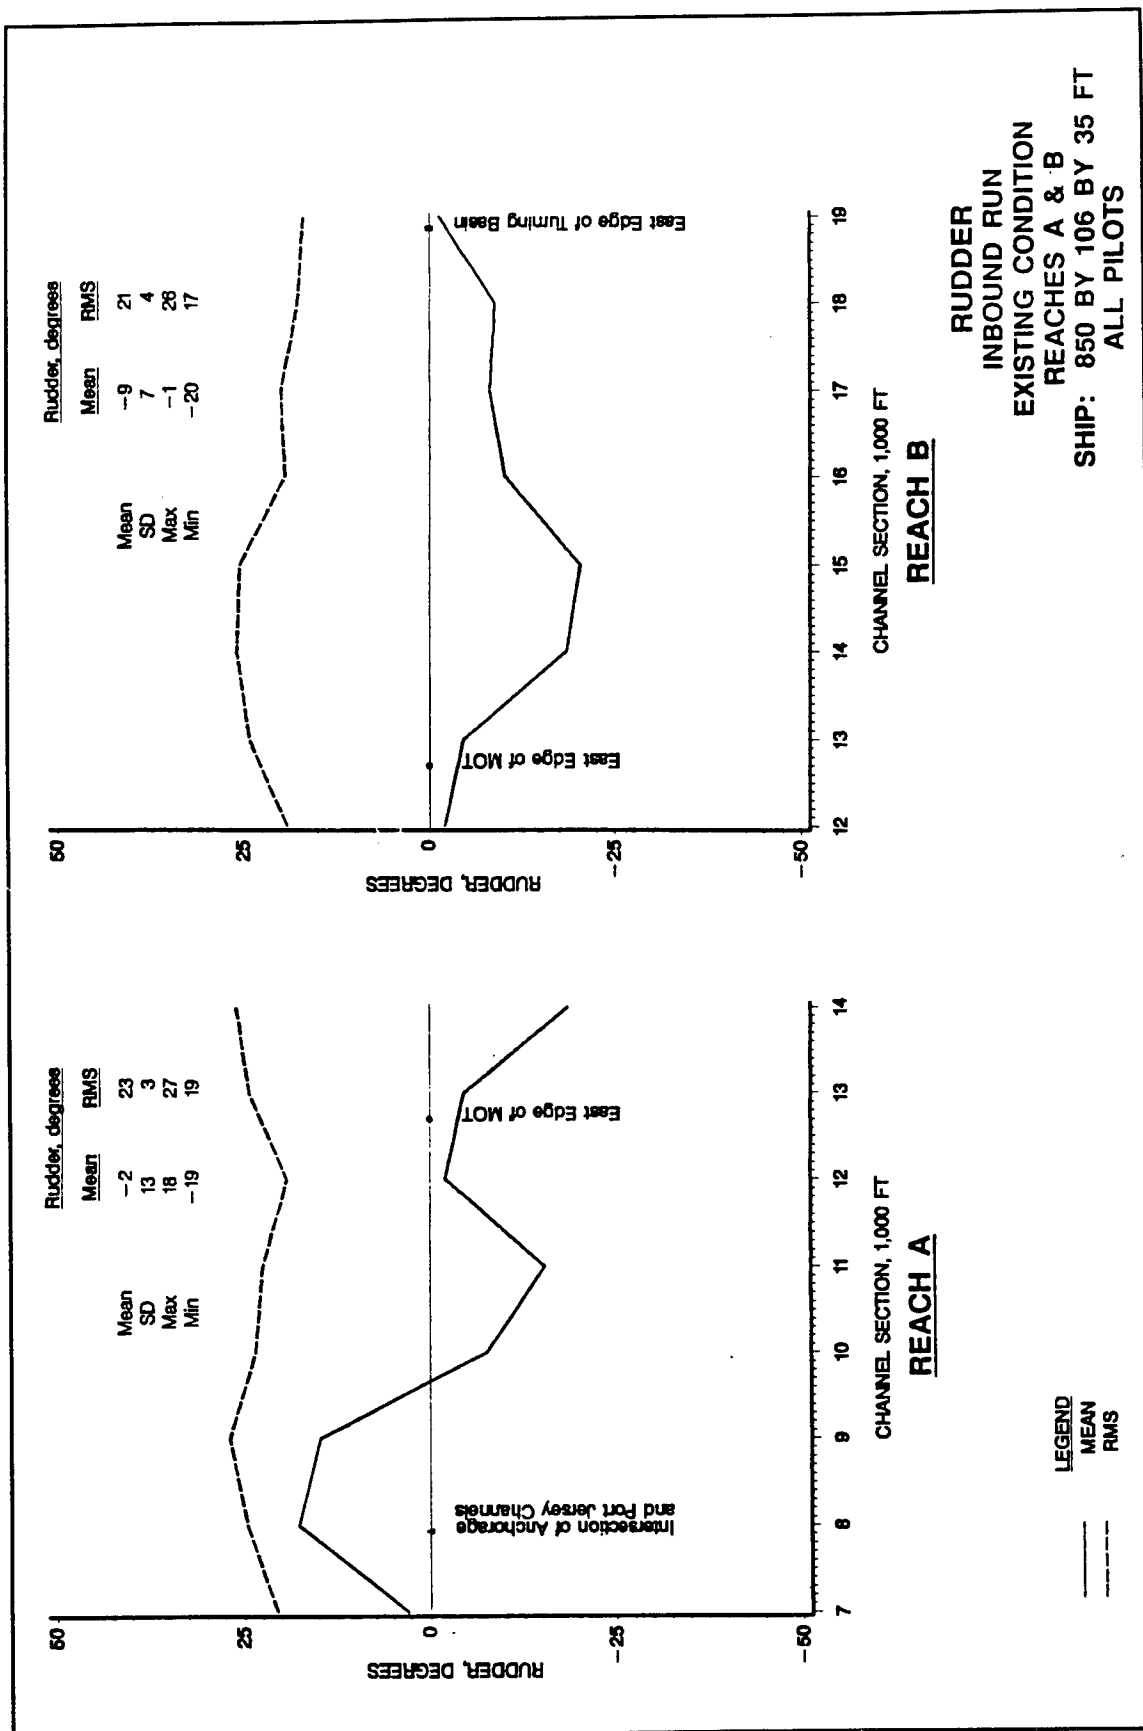 Rudder, degrees
Mean RMS
Mean −2 23
SD 13 3
Max 18 27
Min −19 19
50
25
0
−25
−50
RUDDER, DEGREES
Intersection of Anchorage
and Port Jersey Channels
East Edge of MOT
7 8 9 10 11 12 13 14
CHANNEL SECTION, 1,000 FT
REACH A
Rudder, degrees
Mean RMS
Mean −9 21
SD 7 4
Max −1 26
Min −20 17
50
25
0
−25
−50
RUDDER, DEGREES
East Edge of MOT
East Edge of Turning Basin
12 13 14 15 16 17 18 19
CHANNEL SECTION, 1,000 FT
REACH B
LEGEND
MEAN
RMS
RUDDER
INBOUND RUN
EXISTING CONDITION
REACHES A & B
SHIP: 850 BY 106 BY 35 FT
ALL PILOTS